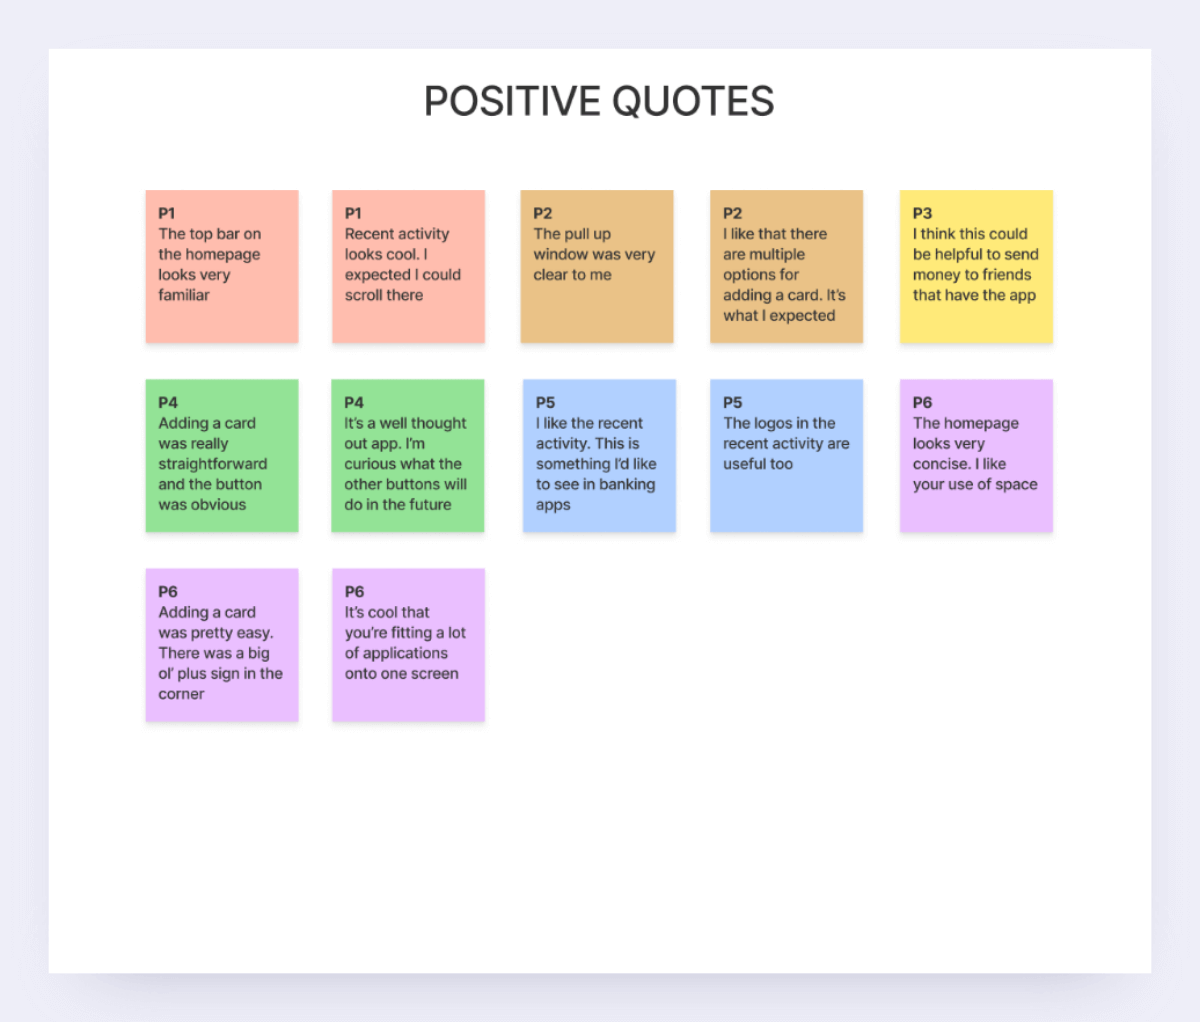 POSITIVE QUOTES
P1
The top bar on
the homepage
looks very
familiar
P1
Recent activity
looks cool. I
expected I could
scroll there
P2
The pull up
window was very
clear to me
P2
I like that there
are multiple
options for
adding a card. It’s
what I expected
P3
I think this could
be helpful to send
money to friends
that have the app
P4
Adding a card
was really
straightforward
and the button
was obvious
P4
It’s a well thought
out app. I’m
curious what the
other buttons will
do in the future
P5
I like the recent
activity. This is
something I’d like
to see in banking
apps
P5
The logos in the
recent activity are
useful too
P6
The homepage
looks very
concise. I like
your use of space
P6
Adding a card
was pretty easy.
There was a big
ol’ plus sign in the
corner
P6
It’s cool that
you’re fitting a lot
of applications
onto one screen